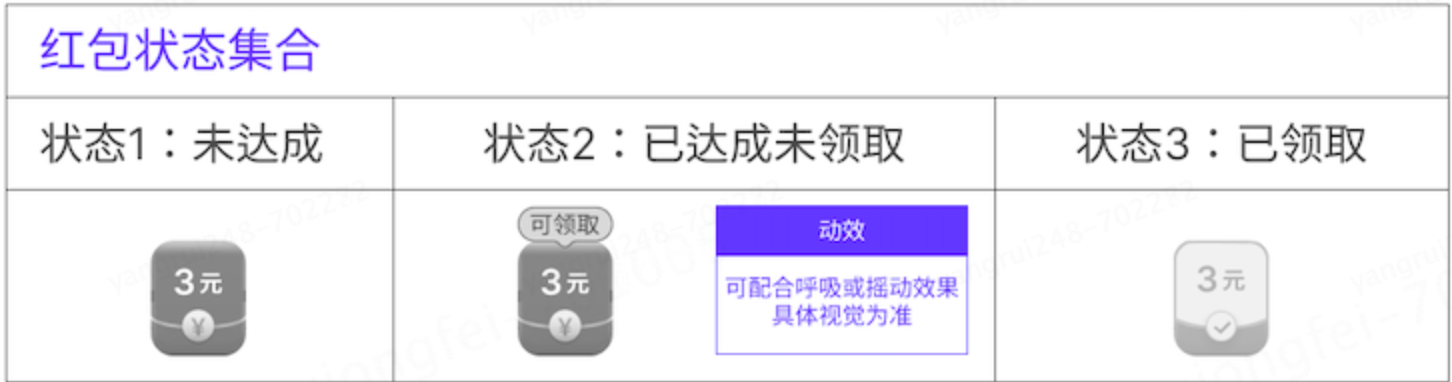 红包状态集合
状态1：未达成
状态2：已达成未领取
状态3：已领取
3元
¥
可领取
3元
¥
动效
可配合呼吸或摇动效果
具体视觉为准
3元